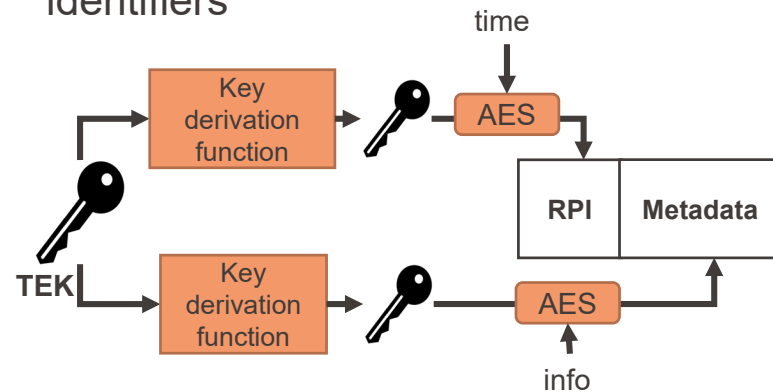 identifiers
time
Key
derivation
function
AES
RPI
Metadata
TEK
Key
derivation
function
AES
info